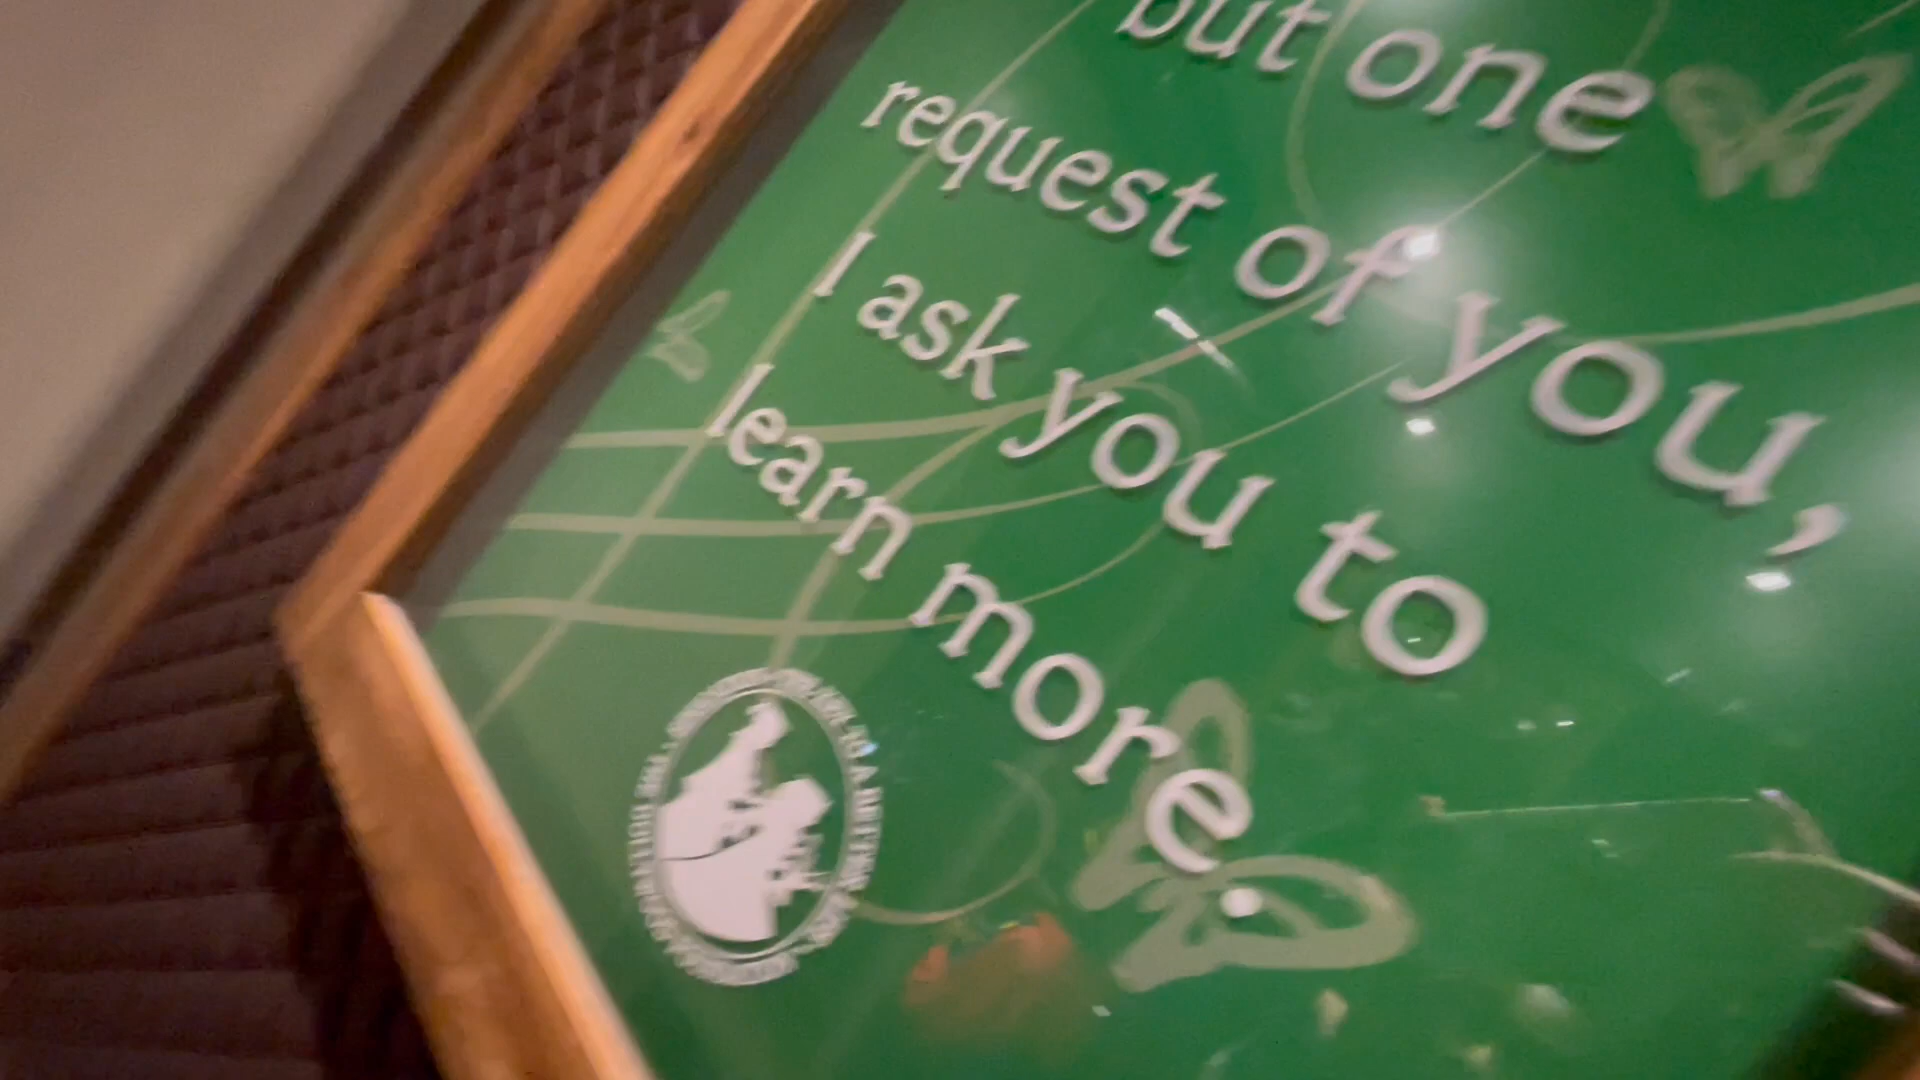 but one
request of you,
I ask you to
learn more.